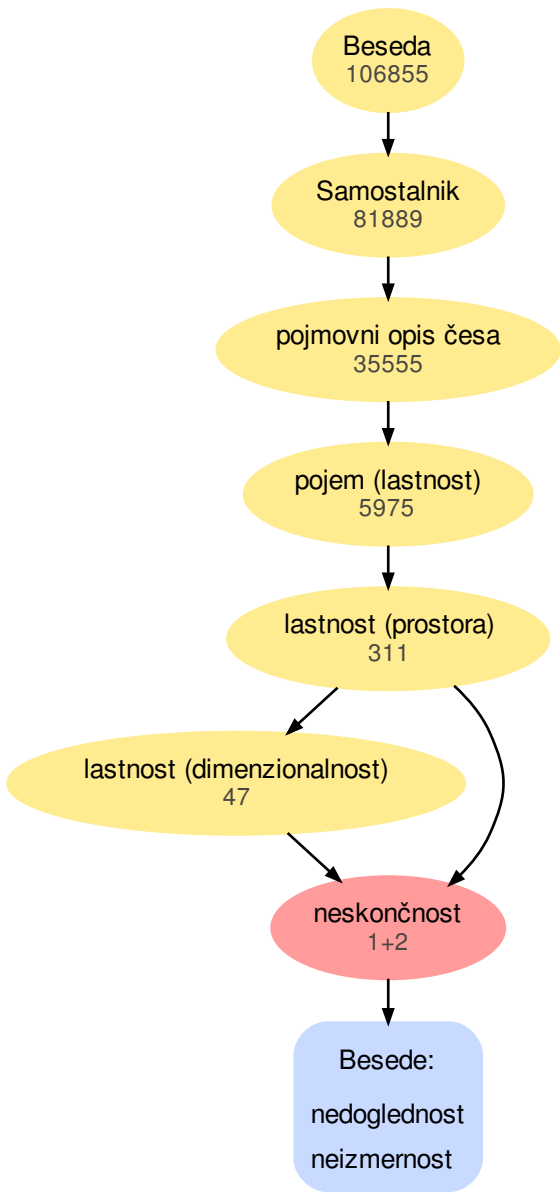 Beseda
106855
Samostalnik
81889
pojmovni opis česa
35555
pojem (lastnost)
5975
lastnost (prostora)
311
lastnost (dimenzionalnost)
47
neskončnost
1+2
Besede:
nedoglednost
neizmernost